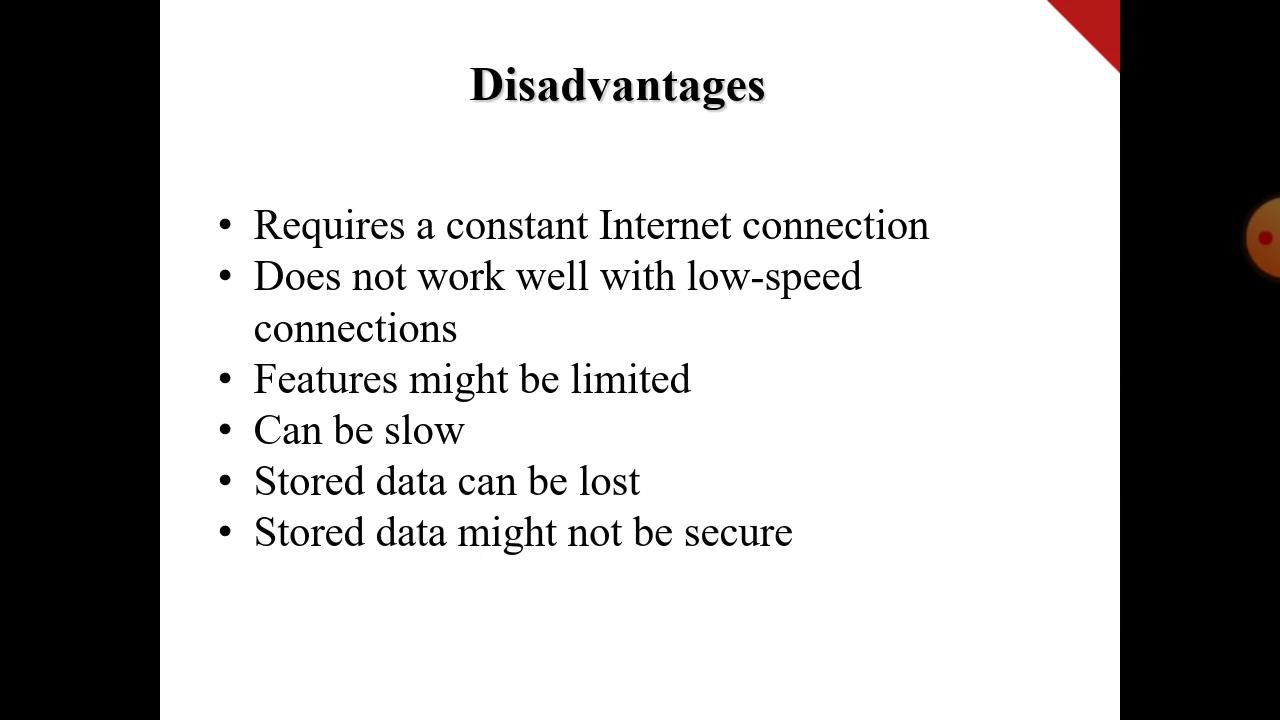 Disadvantages
• Requires a constant Internet connection
• Does not work well with low-speed
connections
• Features might be limited
• Can be slow
• Stored data can be lost
• Stored data might not be secure